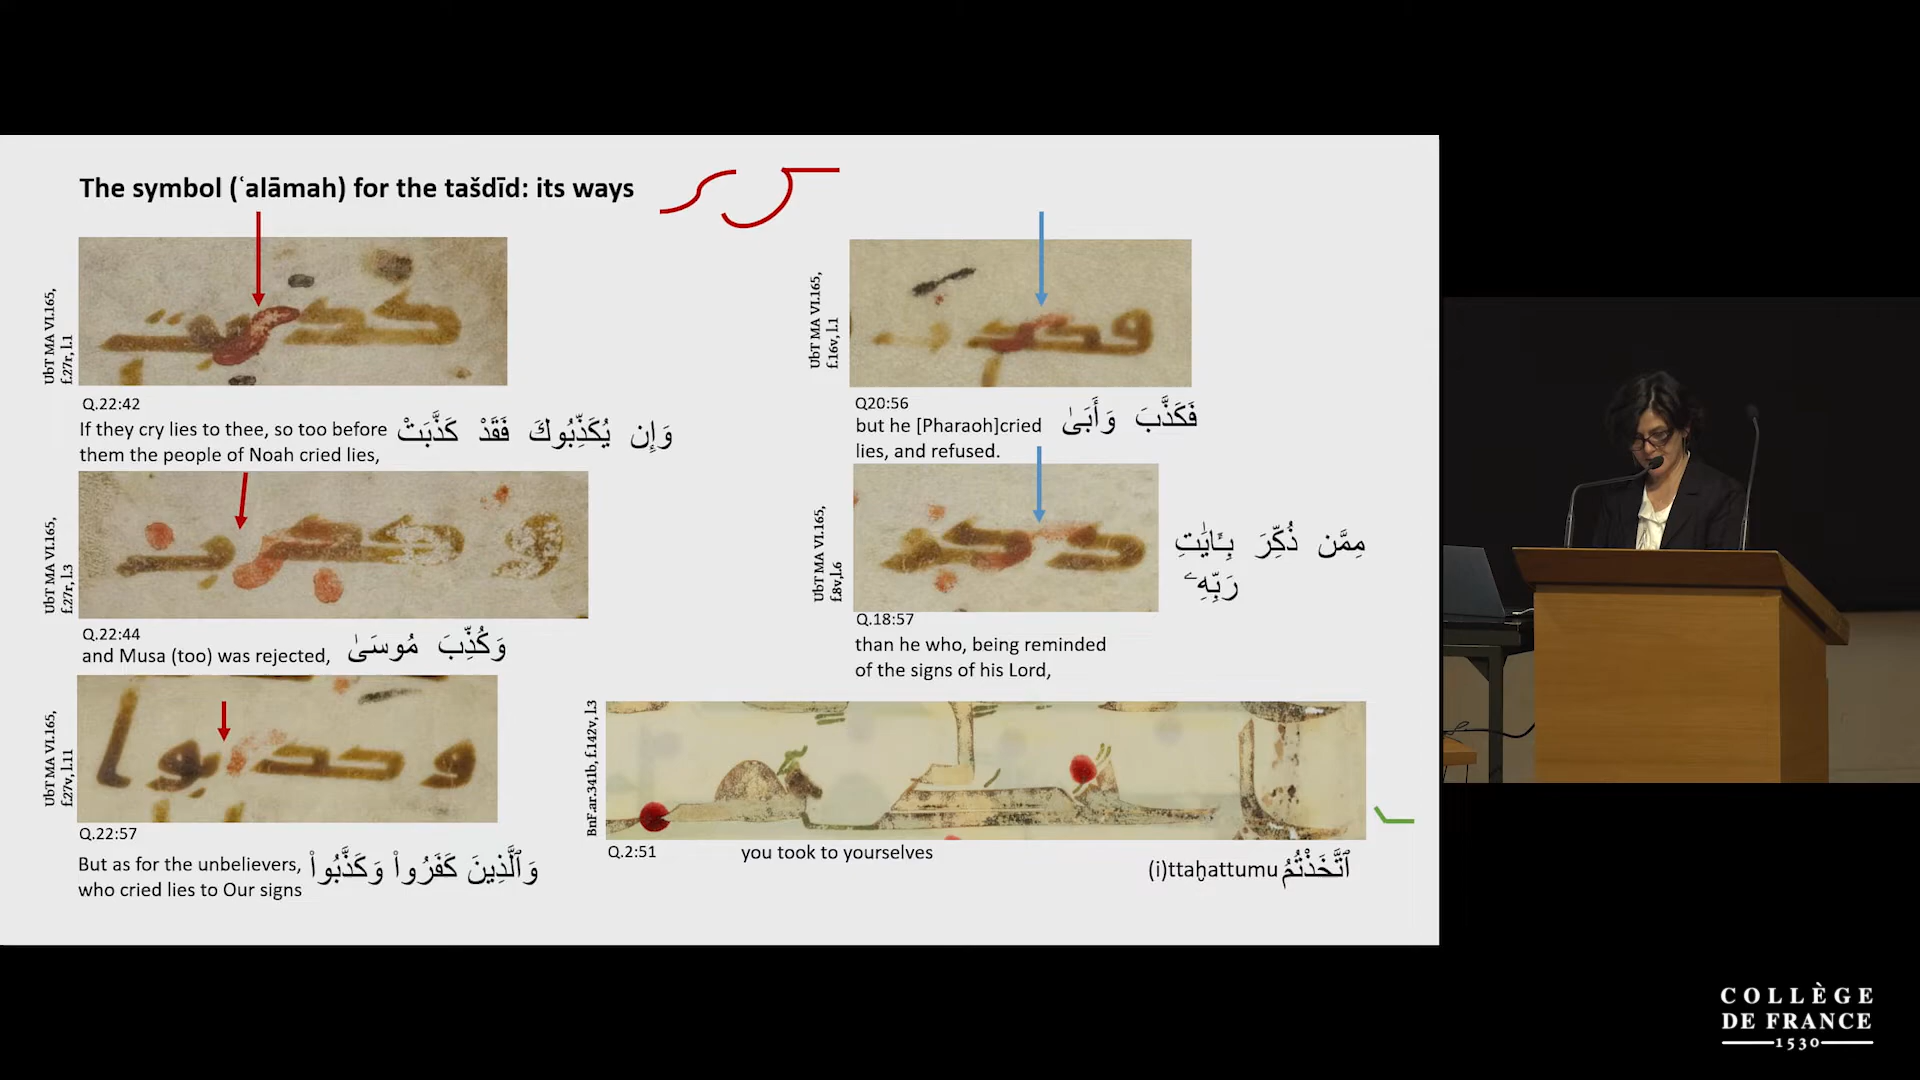 The symbol (ʿalāmah) for the tašdīd: its ways
UbT MA VI.165,
f.27r, l.1
Q.22:42
If they cry lies to thee, so too before
them the people of Noah cried lies,
وَإِن يُكَذِّبُوكَ فَقَدْ كَذَّبَتْ
UbT MA VI.165,
f.27r, l.3
Q.22:44
and Musa (too) was rejected,
وَكُذِّبَ مُوسَىٰ
UbT MA VI.165,
f.27v, l.11
Q.22:57
But as for the unbelievers,
who cried lies to Our signs
وَٱلَّذِينَ كَفَرُوا۟ وَكَذَّبُوا۟
UbT MA VI.165,
f.16v, l.1
Q20:56
but he [Pharaoh]cried
lies, and refused.
فَكَذَّبَ وَأَبَىٰ
UbT MA VI.165,
f.8v,l.6
مِمَّن ذُكِّرَ بِـَٔايَـٰتِ
رَبِّهِۦ
Q.18:57
than he who, being reminded
of the signs of his Lord,
BnF.ar.341b, f.142v, l.3
Q.2:51
you took to yourselves
(i)ttaḫattumu ٱتَّخَذْتُمُ
COLLÈGE
DE FRANCE
1530